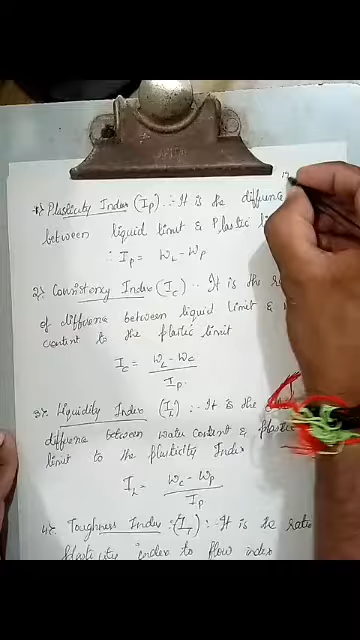 1) Plasticity Index (Ip) :- It is the
between liquid limit & Plastic
∴ Ip = WL - Wp
2) Consistency Index (Ic) :- It is the
of difference between liquid limit &
content to the plastic limit
Ic = WL - Wc / Ip.
3) Liquidity Index (IL) :- It is the
difference between water content & plastic
limit to the plasticity Index
IL = Wc - Wp / Ip
4) Toughness Index :- (IT) :- It is the ratio
plasticity index to flow index